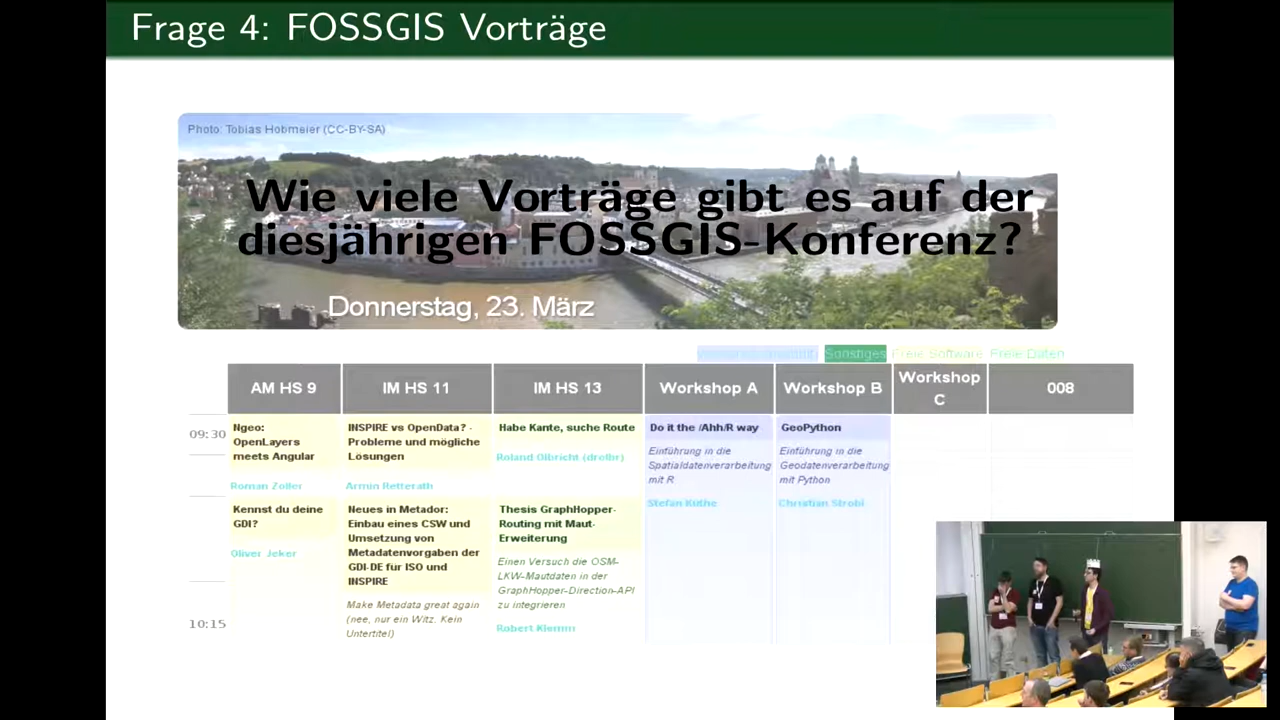 Frage 4: FOSSGIS Vorträge
Photo: Tobias Hobmeier (CC-BY-SA)
Wie viele Vorträge gibt es auf der
diesjährigen FOSSGIS-Konferenz?
Donnerstag, 23. März
Sonstiges Freie Software Freie Daten
AM HS 9
IM HS 11
IM HS 13
Workshop A
Workshop B
Workshop
C
008
09:30
Ngeo:
OpenLayers
meets Angular
Roman Zoller
INSPIRE vs OpenData? -
Probleme und mögliche
Lösungen
Armin Retterath
Habe Kante, suche Route
Roland Olbricht (drolbr)
Do it the /Ahh/R way
Einführung in die
Spatialdatenverarbeitung
mit R
Stefan Kuthe
GeoPython
Einführung in die
Geodatenverarbeitung
mit Python
Christian Strobl
Kennst du deine
GDI?
Oliver Jeker
Neues in Metador:
Einbau eines CSW und
Umsetzung von
Metadatenvorgaben der
GDI-DE für ISO und
INSPIRE
Make Metadata great again
(nee, nur ein Witz. Kein
Untertitel)
Thesis GraphHopper-
Routing mit Maut-
Erweiterung
Einen Versuch die OSM-
LKW-Mautdaten in der
GraphHopper-Direction-API
zu integrieren
Robert Klemm
10:15